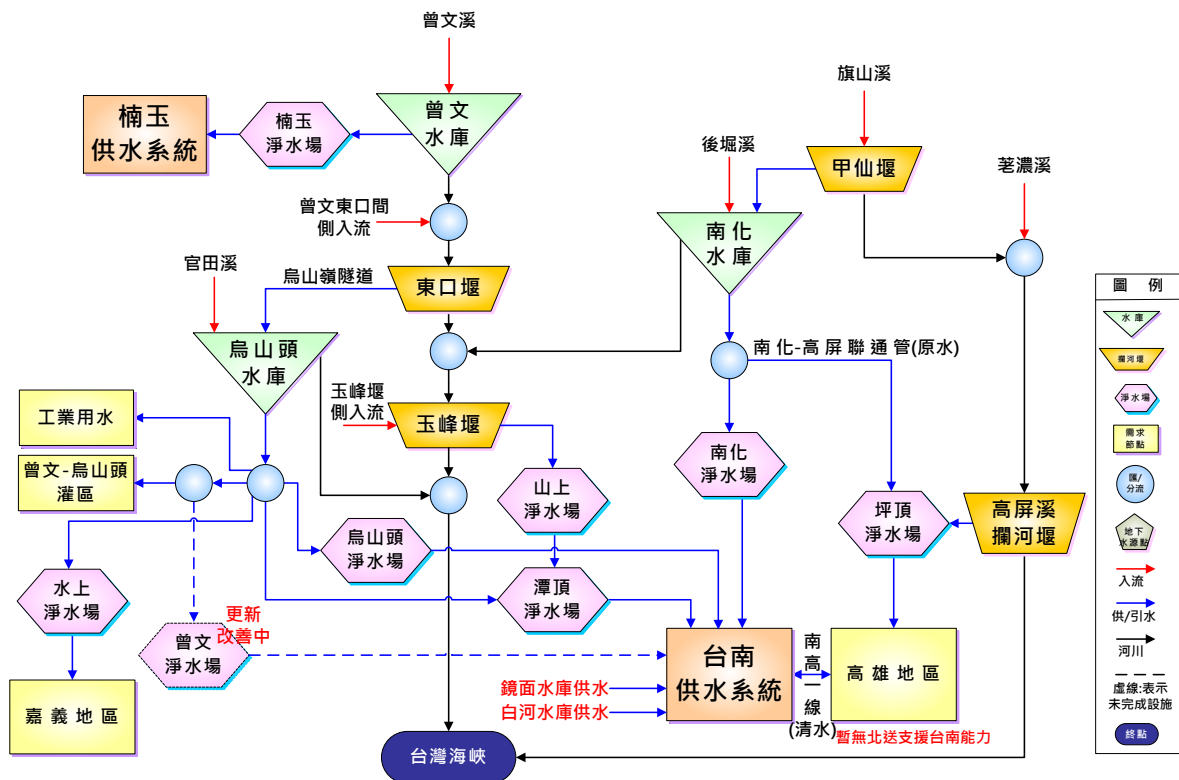 曾文溪
旗山溪
楠玉
供水系統
楠玉
淨水場
曾文
水庫
後堀溪
甲仙堰
荖濃溪
曾文東口間
側入流
南化
水庫
官田溪
烏山嶺隧道
東口堰
烏山頭
水庫
南化-高屏聯通管(原水)
玉峰堰
側入流
玉峰堰
工業用水
南化
淨水場
曾文-烏山頭
灌區
山上
淨水場
坪頂
淨水場
高屏溪
攔河堰
烏山頭
淨水場
水上
淨水場
潭頂
淨水場
更新
改善中
曾文
淨水場
台南
供水系統
南高一線
(清水)
高雄地區
鏡面水庫供水
白河水庫供水
嘉義地區
暫無北送支援台南能力
台灣海峽
圖例
水庫
攔河堰
淨水場
需求
節點
匯/
分流
地下
水源點
入流
供/引水
河川
虛線:表示
未完成設施
終點